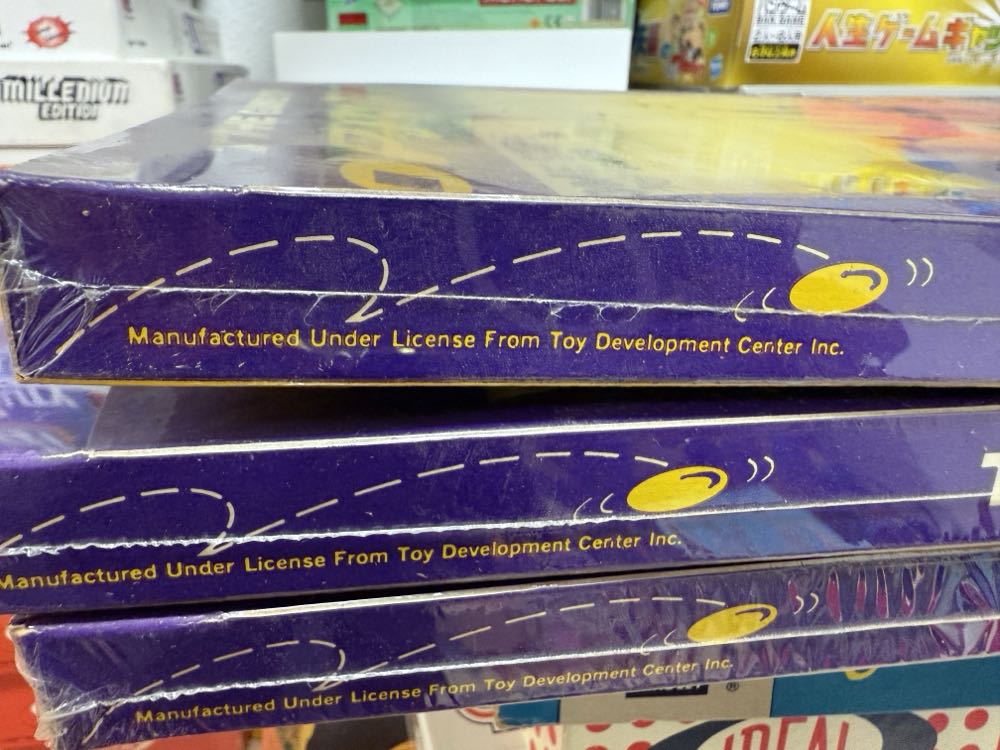 MILLENIUM
EDITION
人生ゲーム
Manufactured Under License From Toy Development Center Inc.
Manufactured Under License From Toy Development Center Inc.
Manufactured Under License From Toy Development Center Inc.
®
IDEAL